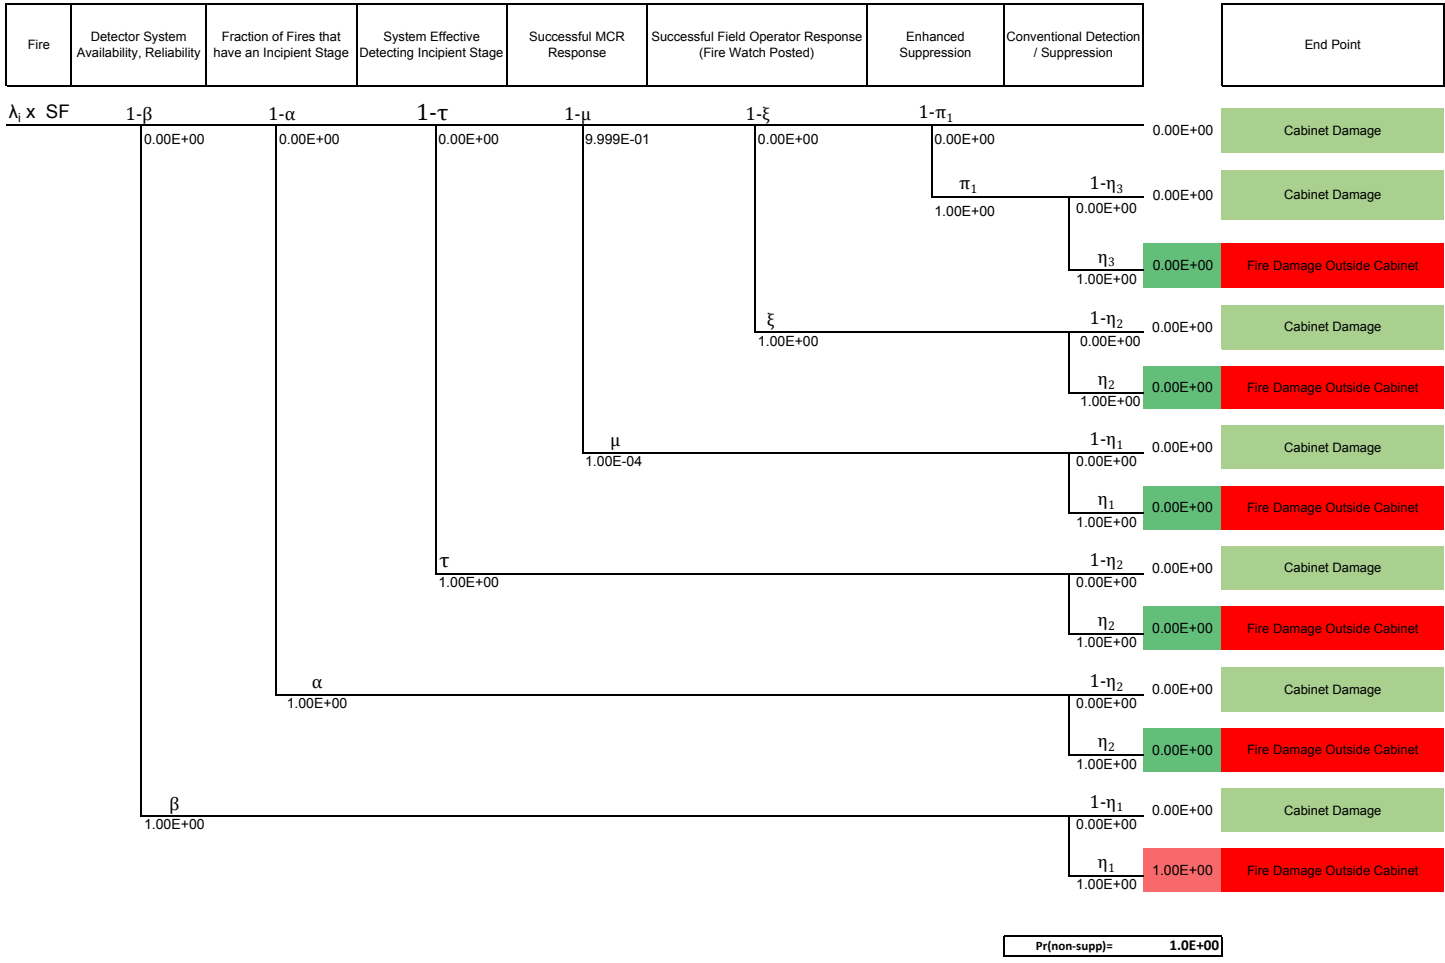 Fire
Detector System
Availability, Reliability
Fraction of Fires that
have an Incipient Stage
System Effective
Detecting Incipient Stage
Successful MCR
Response
Successful Field Operator Response
(Fire Watch Posted)
Enhanced
Suppression
Conventional Detection
/ Suppression
End Point
λi x SF
1-β
1-α
1-τ
1-μ
1-ξ
1-π1
0.00E+00
0.00E+00
0.00E+00
9.999E-01
0.00E+00
0.00E+00
0.00E+00
Cabinet Damage
π1
1-η3
1.00E+00
0.00E+00
0.00E+00
Cabinet Damage
η3
1.00E+00
0.00E+00
Fire Damage Outside Cabinet
ξ
1-η2
1.00E+00
0.00E+00
0.00E+00
Cabinet Damage
η2
1.00E+00
0.00E+00
Fire Damage Outside Cabinet
μ
1-η1
1.00E-04
0.00E+00
0.00E+00
Cabinet Damage
η1
1.00E+00
0.00E+00
Fire Damage Outside Cabinet
τ
1-η2
1.00E+00
0.00E+00
0.00E+00
Cabinet Damage
η2
1.00E+00
0.00E+00
Fire Damage Outside Cabinet
α
1-η2
1.00E+00
0.00E+00
0.00E+00
Cabinet Damage
η2
1.00E+00
0.00E+00
Fire Damage Outside Cabinet
β
1-η1
1.00E+00
0.00E+00
0.00E+00
Cabinet Damage
η1
1.00E+00
1.00E+00
Fire Damage Outside Cabinet
Pr(non-supp)= 1.0E+00